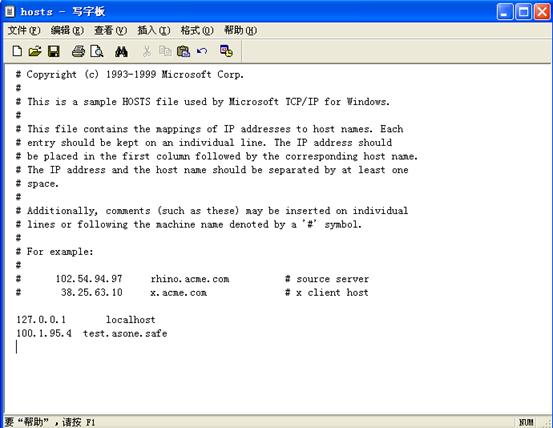 hosts - 写字板
文件(F) 编辑(E) 查看(V) 插入(I) 格式(O) 帮助(H)
# Copyright (c) 1993-1999 Microsoft Corp.
#
# This is a sample HOSTS file used by Microsoft TCP/IP for Windows.
#
# This file contains the mappings of IP addresses to host names. Each
# entry should be kept on an individual line. The IP address should
# be placed in the first column followed by the corresponding host name.
# The IP address and the host name should be separated by at least one
# space.
#
# Additionally, comments (such as these) may be inserted on individual
# lines or following the machine name denoted by a '#' symbol.
#
# For example:
#
#      102.54.94.97     rhino.acme.com          # source server
#       38.25.63.10     x.acme.com              # x client host
127.0.0.1       localhost
100.1.95.4  test.asone.safe
要“帮助”，请按 F1
NUM